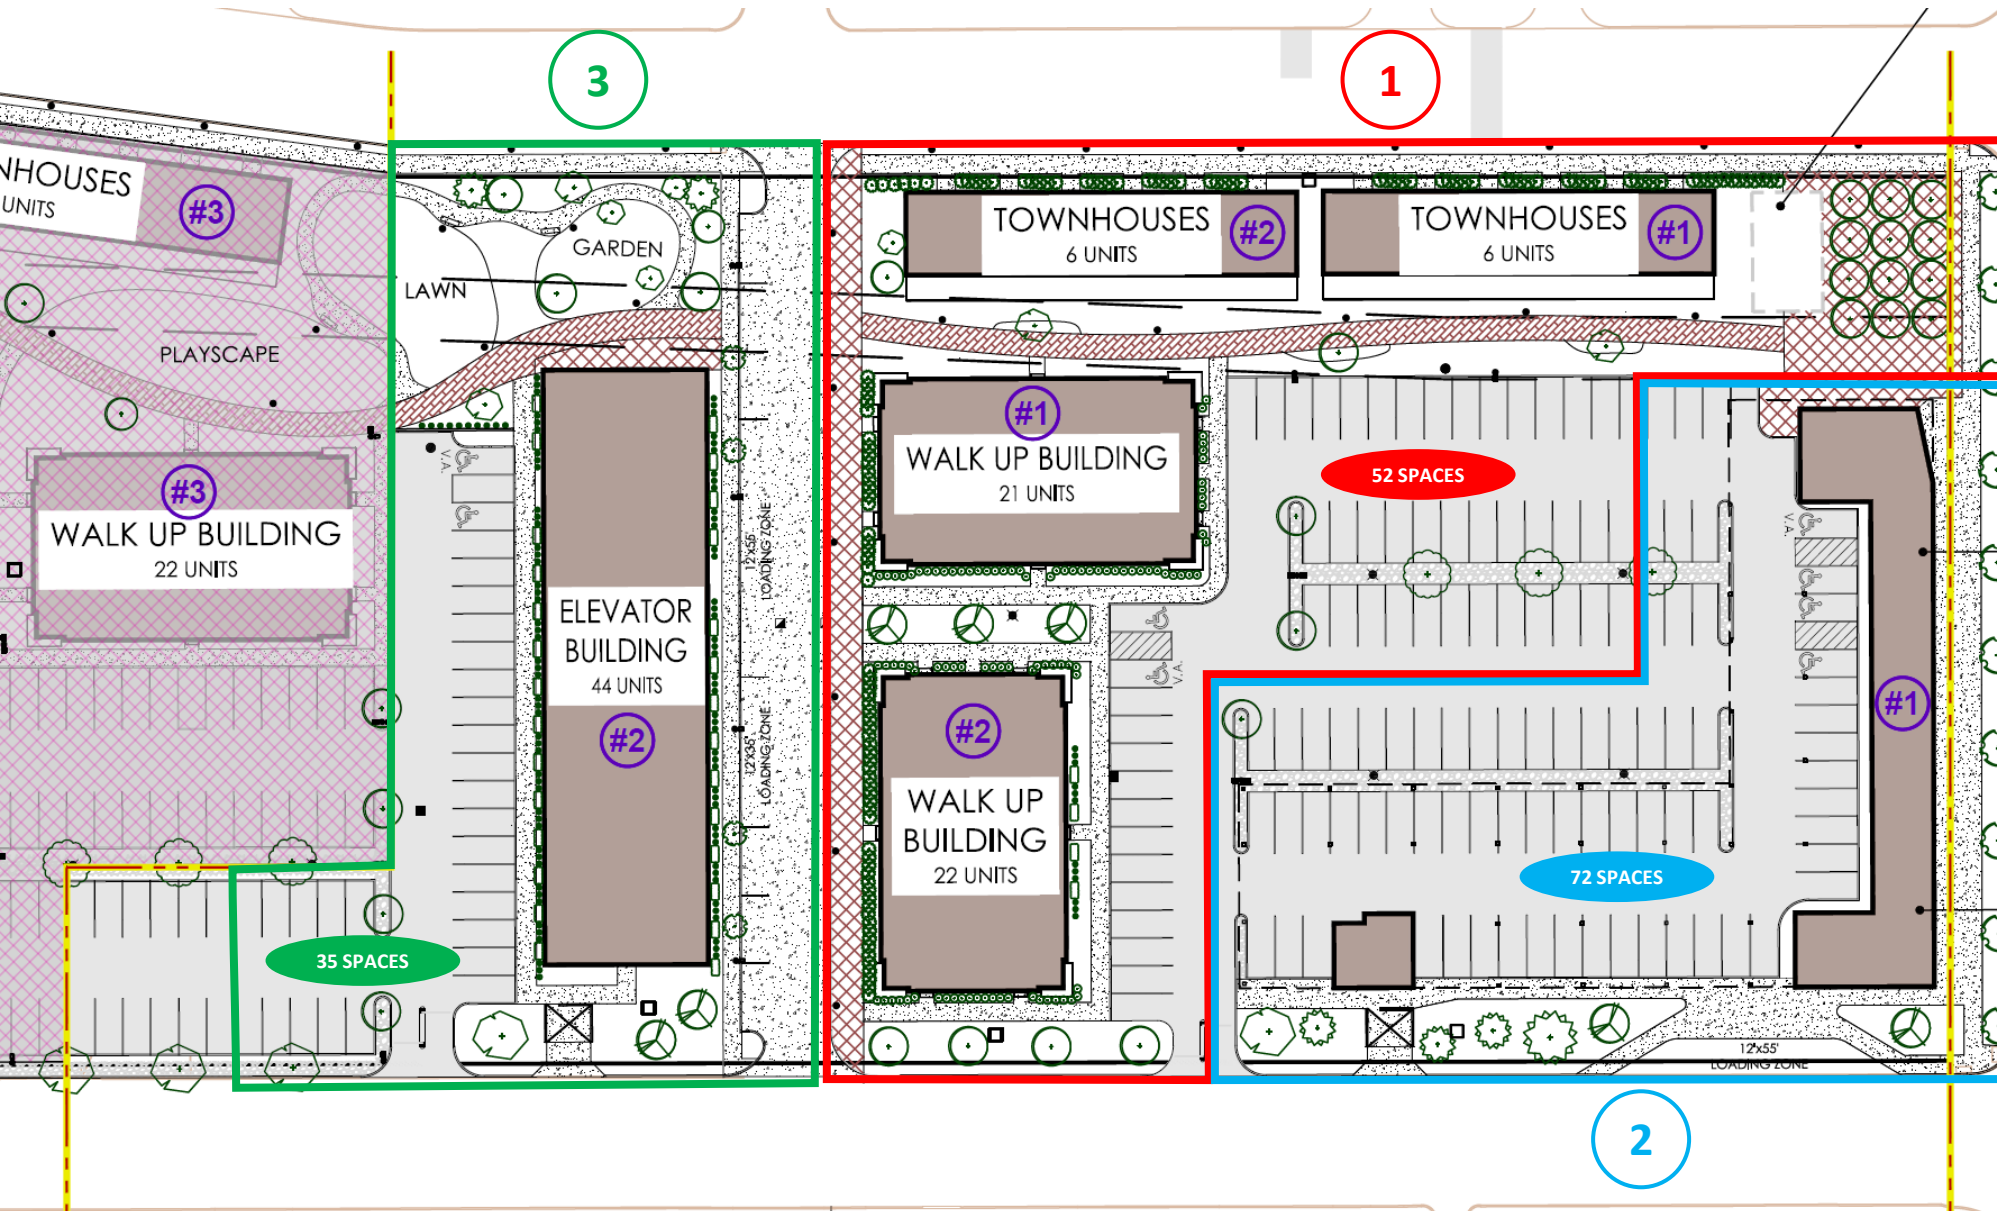 3
1
NHOUSES
UNITS
#3
GARDEN
LAWN
PLAYSCAPE
TOWNHOUSES
6 UNITS
#2
TOWNHOUSES
6 UNITS
#1
#3
WALK UP BUILDING
22 UNITS
V.A.
ELEVATOR
BUILDING
44 UNITS
#2
12'x55'
LOADING ZONE
12'X35'
LOADING ZONE
#1
WALK UP BUILDING
21 UNITS
52 SPACES
V.A.
V.A.
#1
#2
WALK UP
BUILDING
22 UNITS
72 SPACES
35 SPACES
12'x55'
LOADING ZONE
2